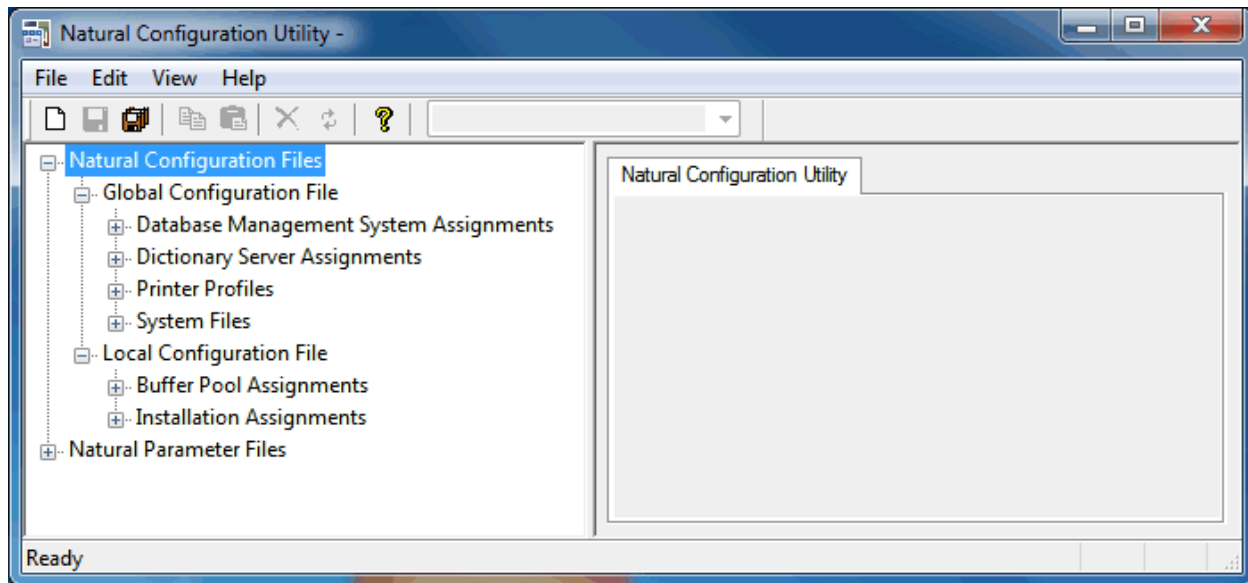 Natural Configuration Utility -
File Edit View Help
Natural Configuration Files
Global Configuration File
Database Management System Assignments
Dictionary Server Assignments
Printer Profiles
System Files
Local Configuration File
Buffer Pool Assignments
Installation Assignments
Natural Parameter Files
Natural Configuration Utility
Ready